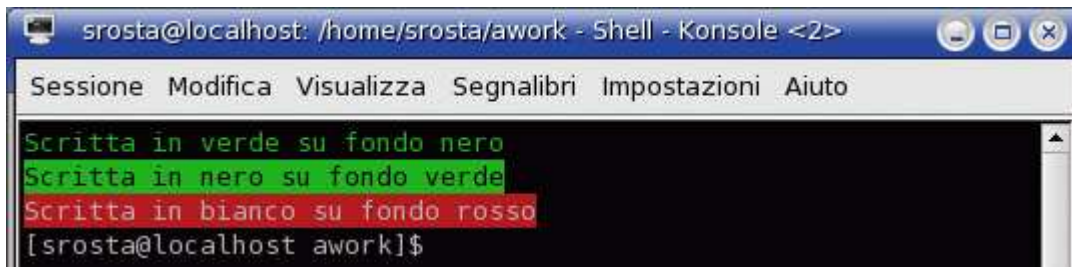 srosta@localhost: /home/srosta/awork - Shell - Konsole <2>
Sessione Modifica Visualizza Segnalibri Impostazioni Aiuto
Scritta in verde su fondo nero
Scritta in nero su fondo verde
Scritta in bianco su fondo rosso
[srosta@localhost awork]$